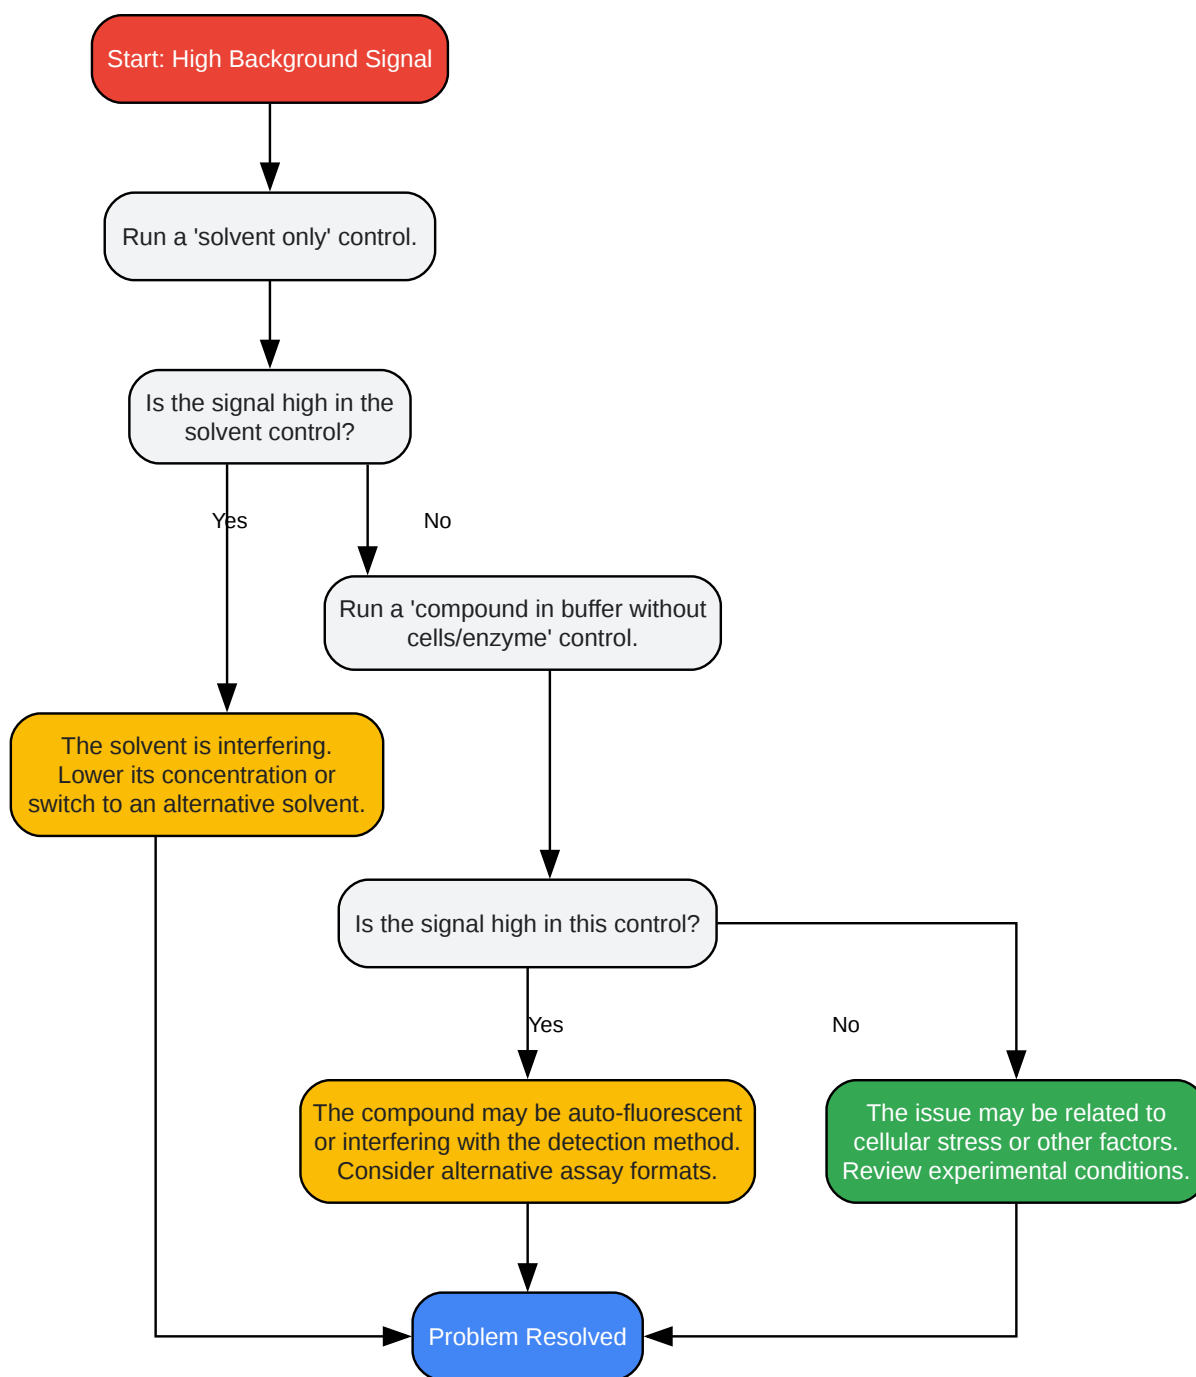 Start: High Background Signal
Run a 'solvent only' control.
Is the signal high in the
solvent control?
Yes
No
Run a 'compound in buffer without
cells/enzyme' control.
The solvent is interfering.
Lower its concentration or
switch to an alternative solvent.
Is the signal high in this control?
Yes
No
The compound may be auto-fluorescent
or interfering with the detection method.
Consider alternative assay formats.
The issue may be related to
cellular stress or other factors.
Review experimental conditions.
Problem Resolved